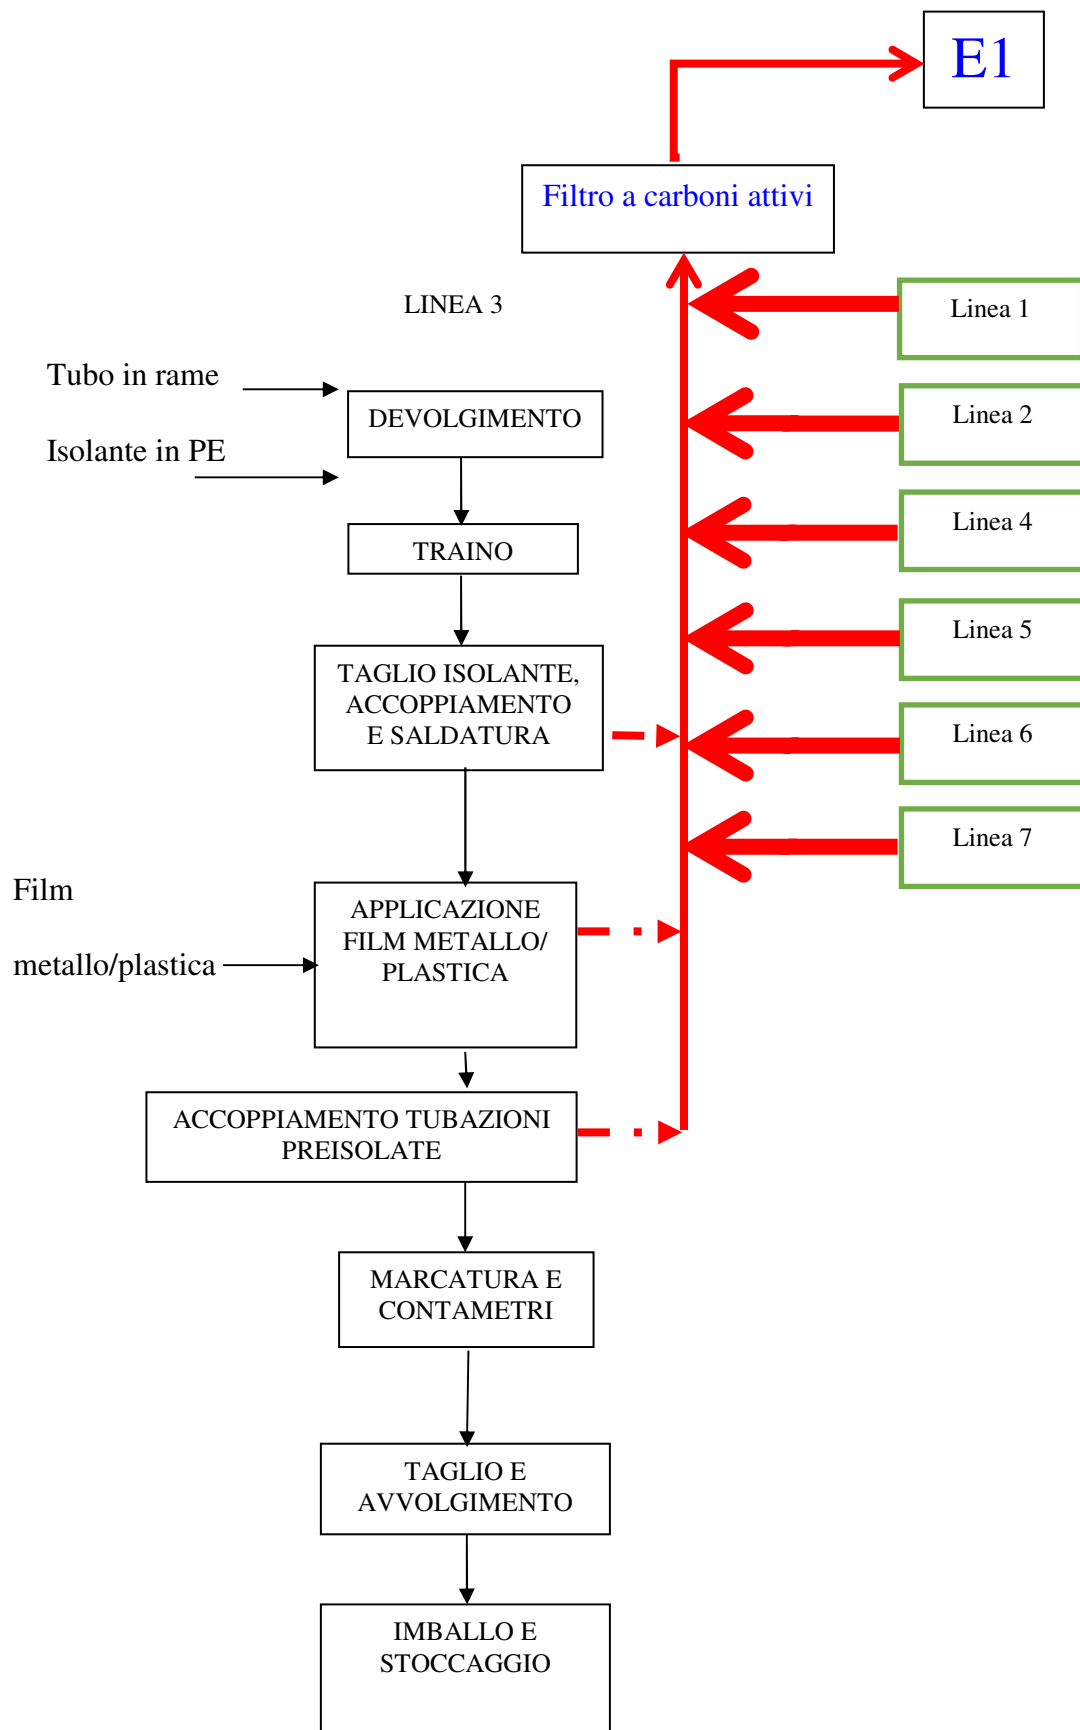 E1
Filtro a carboni attivi
LINEA 3
Linea 1
Tubo in rame
DEVOLGIMENTO
Linea 2
Isolante in PE
TRAINO
Linea 4
Linea 5
TAGLIO ISOLANTE,
ACCOPPIAMENTO
E SALDATURA
Linea 6
Linea 7
Film
metallo/plastica
APPLICAZIONE
FILM METALLO/
PLASTICA
ACCOPPIAMENTO TUBAZIONI
PREISOLATE
MARCATURA E
CONTAMETRI
TAGLIO E
AVVOLGIMENTO
IMBALLO E
STOCCAGGIO